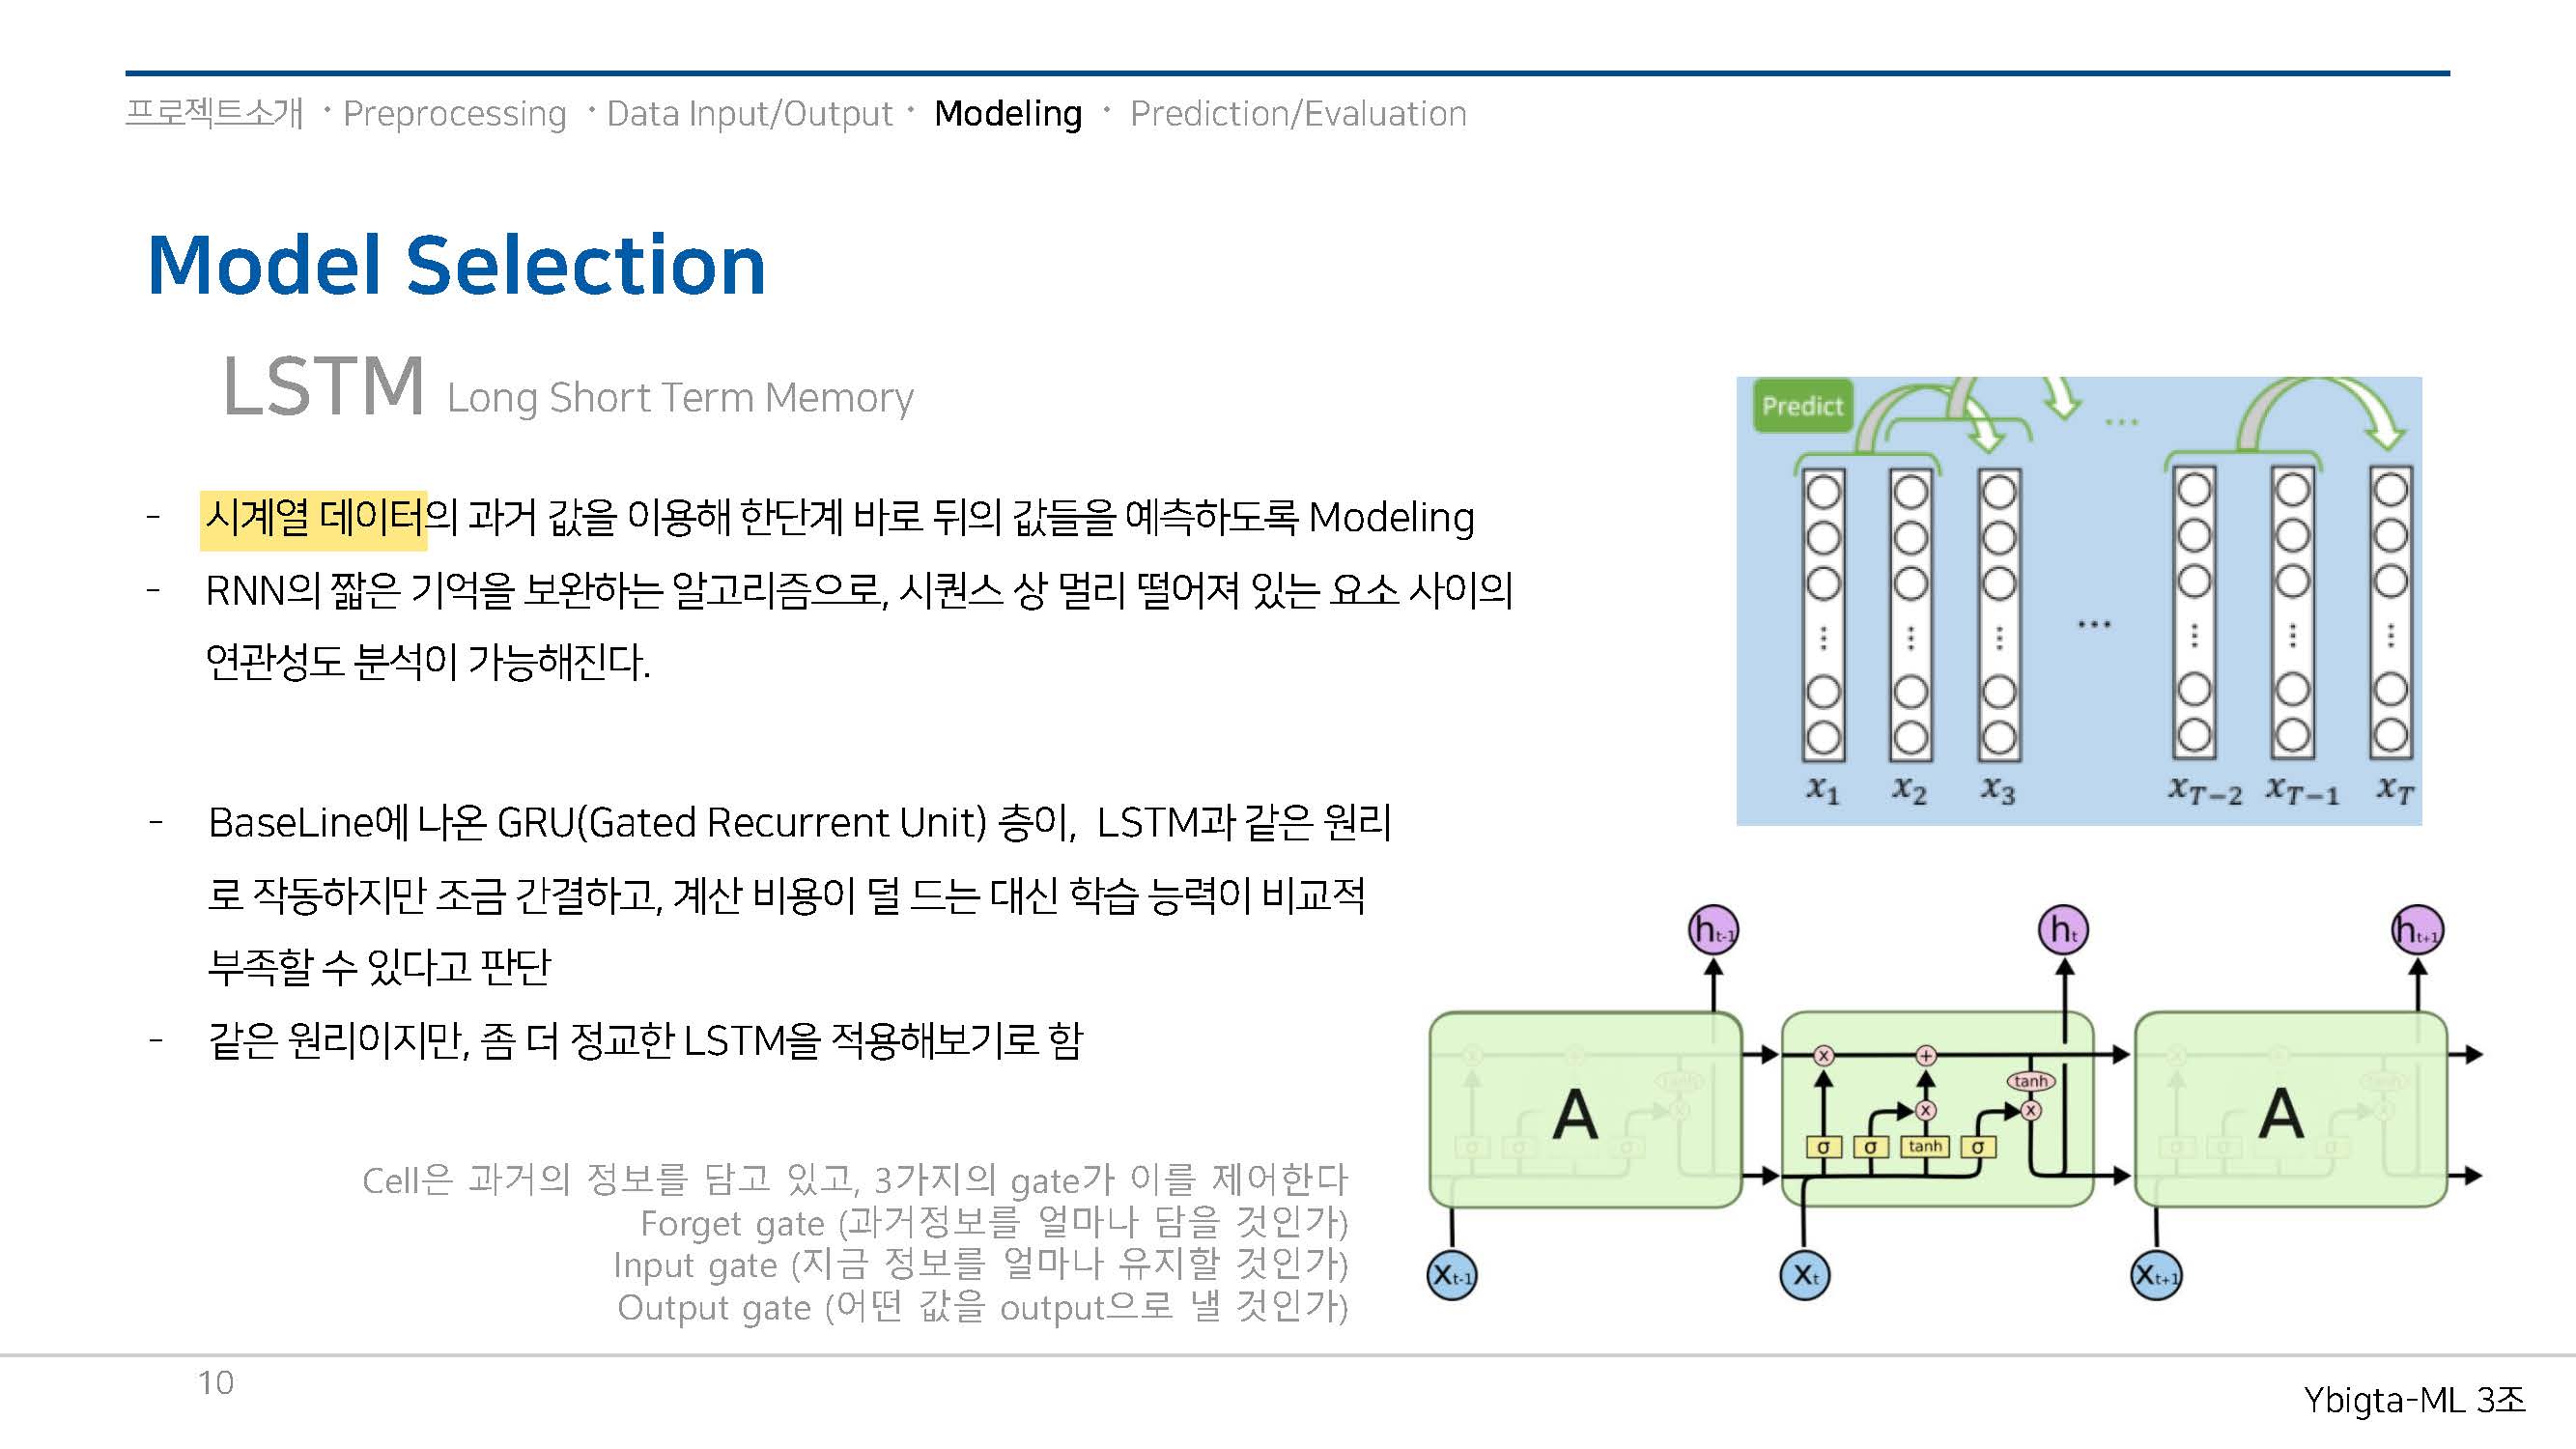 프로젝트소개 · Preprocessing · Data Input/Output · Modeling · Prediction/Evaluation
Model Selection
LSTM Long Short Term Memory
- 시계열 데이터의 과거 값을 이용해 한단계 바로 뒤의 값들을 예측하도록 Modeling
- RNN의 짧은 기억을 보완하는 알고리즘으로, 시퀀스 상 멀리 떨어져 있는 요소 사이의
연관성도 분석이 가능해진다.
- BaseLine에 나온 GRU(Gated Recurrent Unit) 층이, LSTM과 같은 원리
로 작동하지만 조금 간결하고, 계산 비용이 덜 드는 대신 학습 능력이 비교적
부족할 수 있다고 판단
- 같은 원리이지만, 좀 더 정교한 LSTM을 적용해보기로 함
Cell은 과거의 정보를 담고 있고, 3가지의 gate가 이를 제어한다
Forget gate (과거정보를 얼마나 담을 것인가)
Input gate (지금 정보를 얼마나 유지할 것인가)
Output gate (어떤 값을 output으로 낼 것인가)
Predict
...
...
x1 x2 x3 xT−2 xT−1 xT
ht-1 ht ht+1
x +
tanh
A x x A
σ σ tanh σ
Xt-1 Xt Xt+1
10
Ybigta-ML 3조